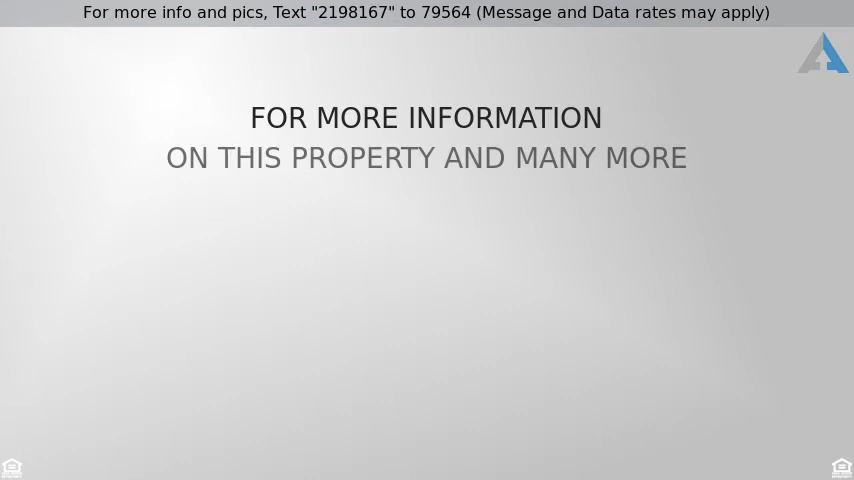 For more info and pics, Text "2198167" to 79564 (Message and Data rates may apply)
FOR MORE INFORMATION
ON THIS PROPERTY AND MANY MORE